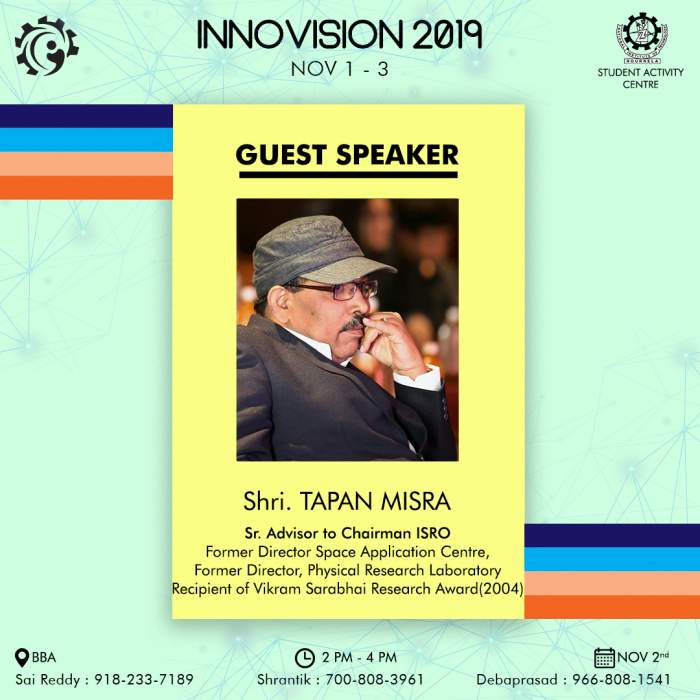 INNOVISION 2019
NOV 1 - 3
STUDENT ACTIVITY
CENTRE
GUEST SPEAKER
Shri. TAPAN MISRA
Sr. Advisor to Chairman ISRO
Former Director Space Application Centre,
Former Director, Physical Research Laboratory
Recipient of Vikram Sarabhai Research Award(2004)
BBA
2 PM - 4 PM
NOV 2nd
Sai Reddy : 918-233-7189
Shrantik : 700-808-3961
Debaprasad : 966-808-1541